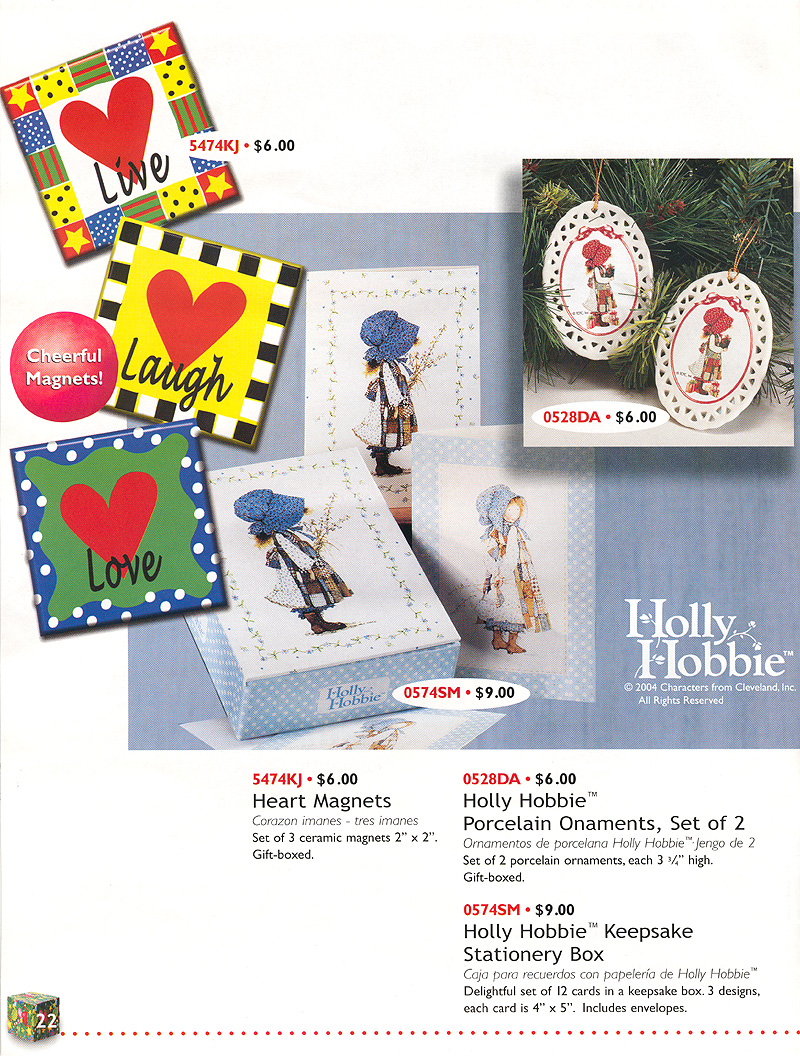 Live
5474KJ • $6.00
Laugh
Cheerful
Magnets!
Love
0528DA • $6.00
Holly
Hobbie™
0574SM • $9.00
Holly
Hobbie™
© 2004 Characters from Cleveland, Inc.
All Rights Reserved
5474KJ • $6.00
Heart Magnets
Corazon imanes - tres imanes
Set of 3 ceramic magnets 2” x 2”.
Gift-boxed.
0528DA • $6.00
Holly Hobbie™
Porcelain Onaments, Set of 2
Ornamentos de porcelana Holly Hobbie™-Jengo de 2
Set of 2 porcelain ornaments, each 3 ¾” high.
Gift-boxed.
0574SM • $9.00
Holly Hobbie™ Keepsake
Stationery Box
Caja para recuerdos con papelería de Holly Hobbie™
Delightful set of 12 cards in a keepsake box. 3 designs,
each card is 4” x 5”. Includes envelopes.
22